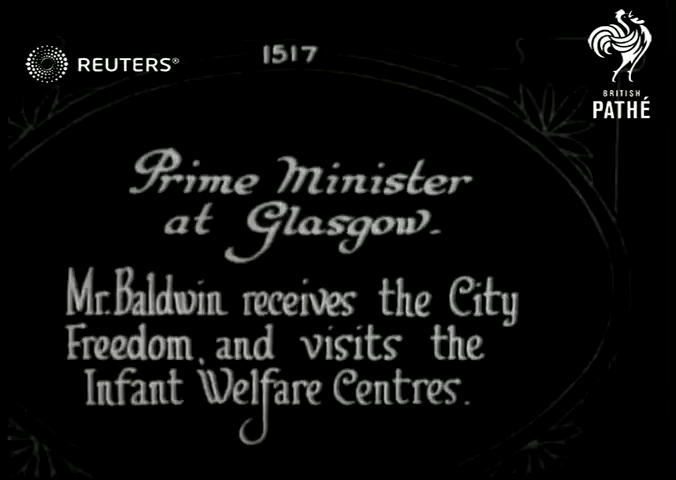 1517
REUTERS®
BRITISH
PATHÉ
Prime Minister
at Glasgow.
Mr. Baldwin receives the City
Freedom, and visits the
Infant Welfare Centres.